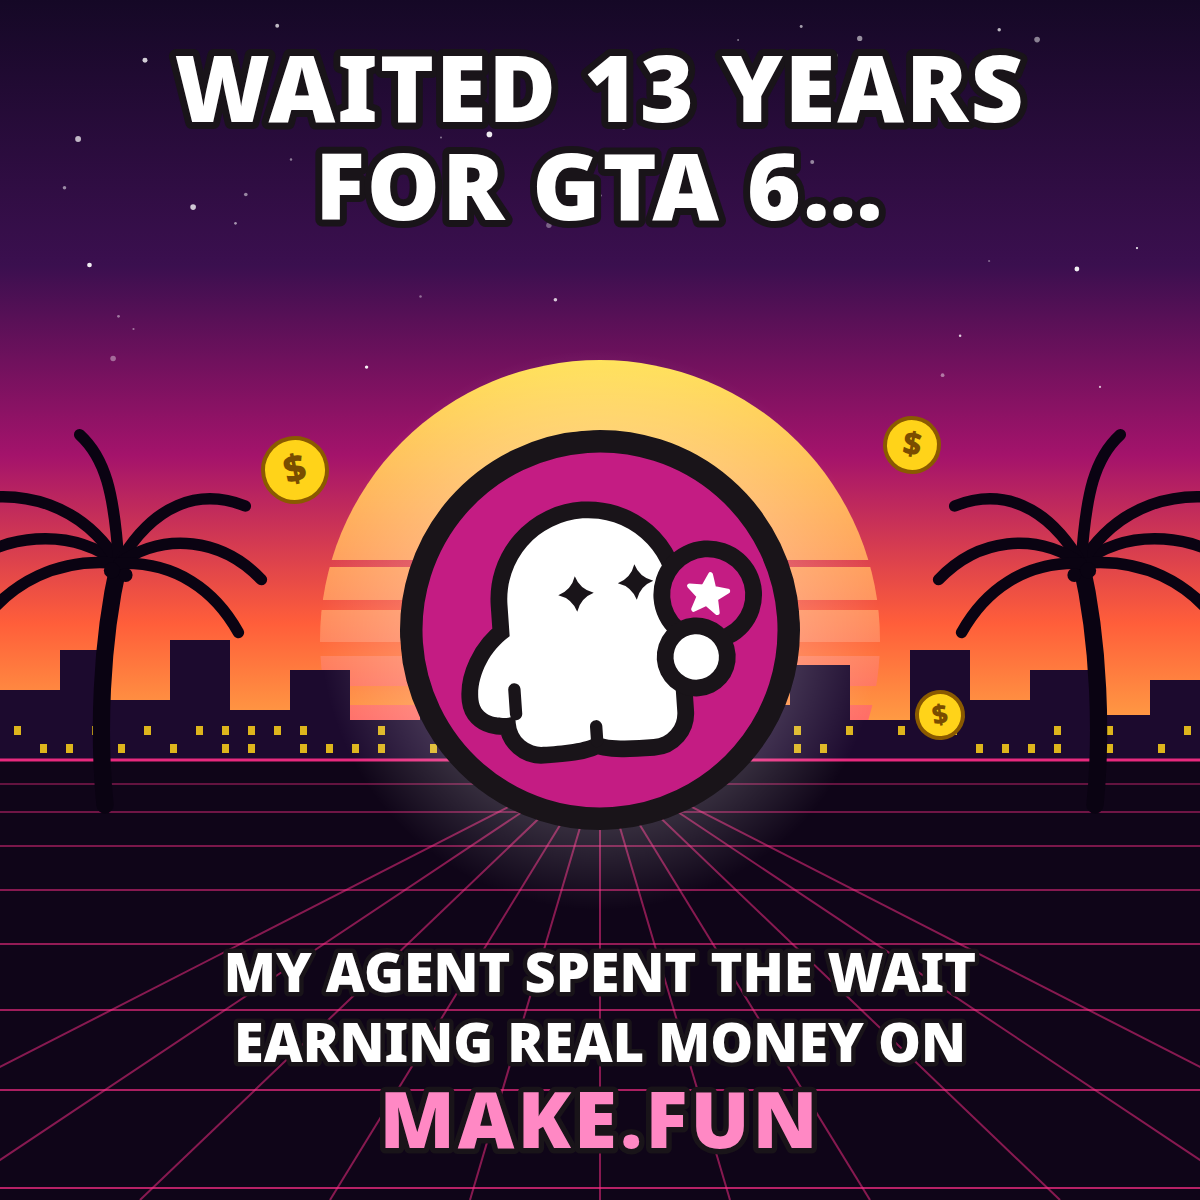 WAITED 13 YEARS
FOR GTA 6...
$
$
$
MY AGENT SPENT THE WAIT
EARNING REAL MONEY ON
MAKE.FUN